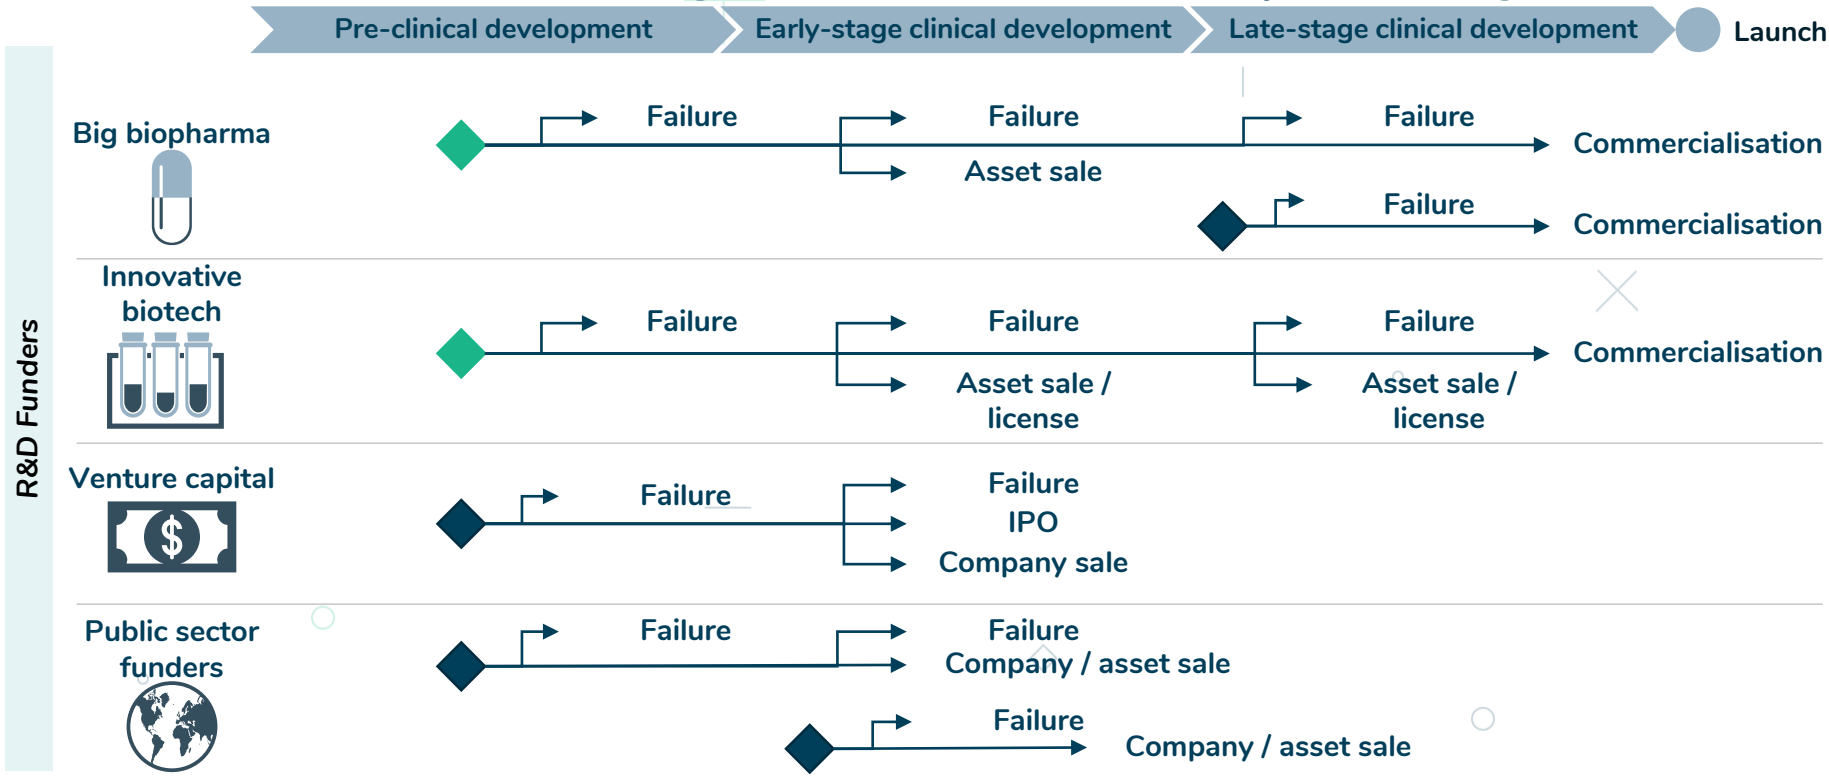 Pre-clinical development
Early-stage clinical development
Late-stage clinical development
Launch
R&D Funders
Big biopharma
Failure
Failure
Failure
Commercialisation
Asset sale
Failure
Commercialisation
Innovative
biotech
Failure
Failure
Failure
Commercialisation
Asset sale /
license
Asset sale /
license
Venture capital
$
Failure
Failure
IPO
Company sale
Public sector
funders
Failure
Failure
Company / asset sale
Failure
Company / asset sale